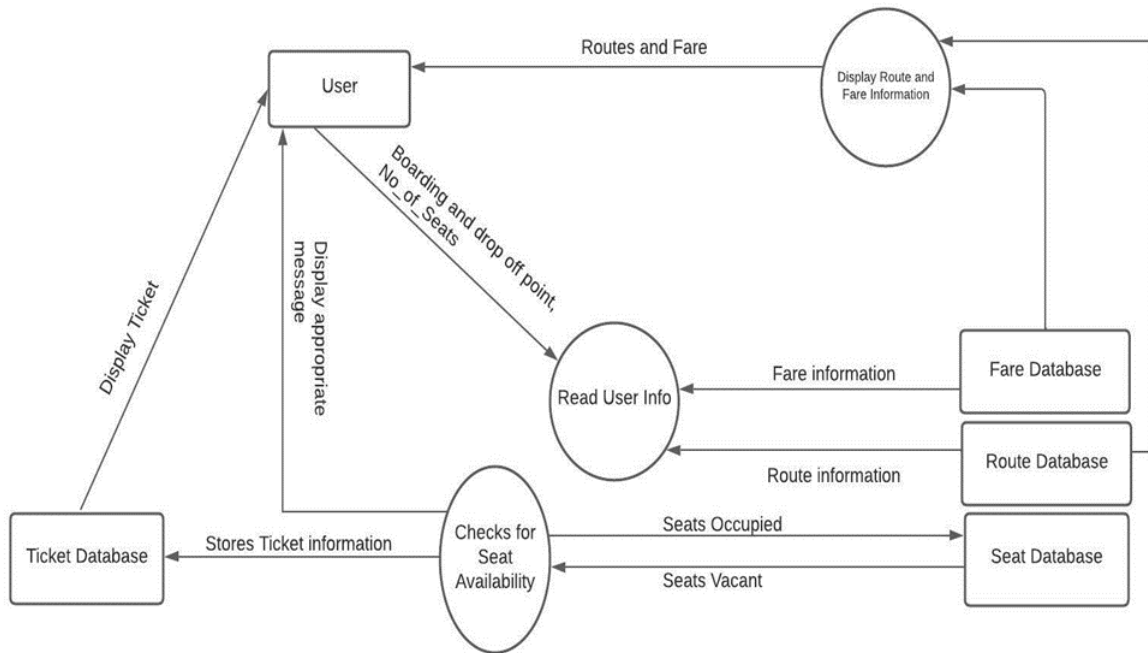 Routes and Fare
User
Display Route and
Fare Information
Boarding and drop off point,
No_of_Seats
Display appropriate
message
Display Ticket
Fare Database
Fare information
Read User Info
Route Database
Route information
Seats Occupied
Checks for
Seat
Availability
Stores Ticket information
Ticket Database
Seat Database
Seats Vacant